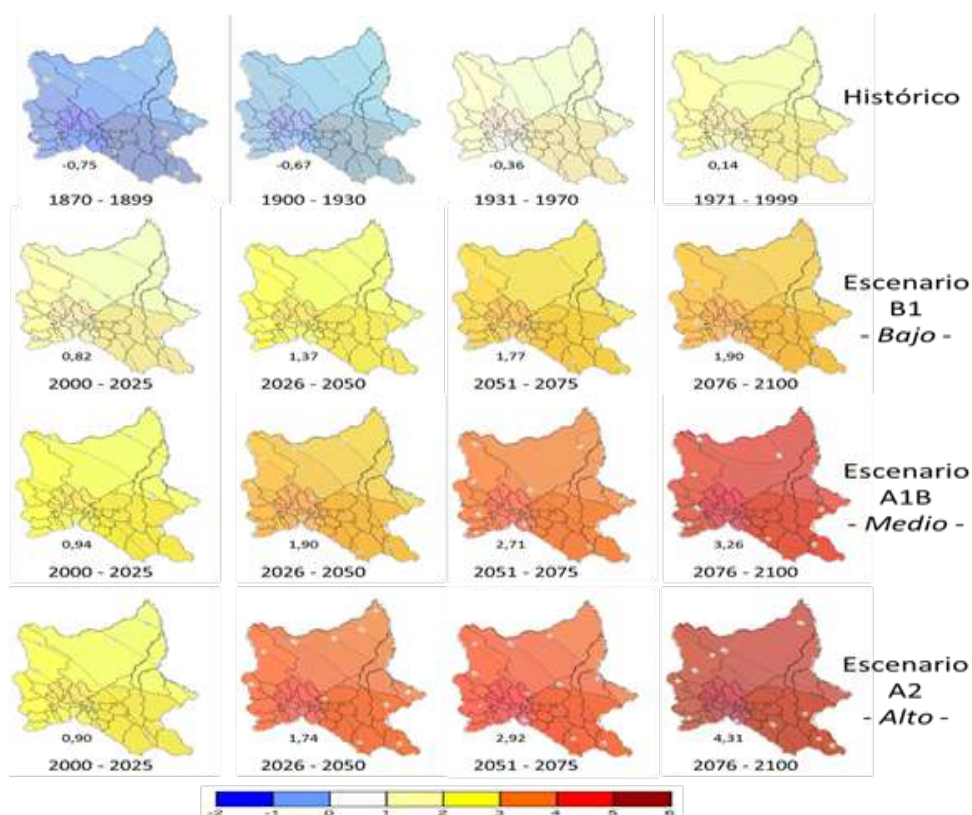 -0,75
-0,67
-0,36
0,14
Histórico
1870 - 1899
1900 - 1930
1931 - 1970
1971 - 1999
0,82
1,37
1,77
1,90
Escenario
B1
- Bajo -
2000 - 2025
2026 - 2050
2051 - 2075
2076 - 2100
0,94
1,90
2,71
3,26
Escenario
A1B
- Medio -
2000 - 2025
2026 - 2050
2051 - 2075
2076 - 2100
0,90
1,74
2,92
4,31
Escenario
A2
- Alto -
2000 - 2025
2026 - 2050
2051 - 2075
2076 - 2100
-2 -1 0 1 2 3 4 5 6